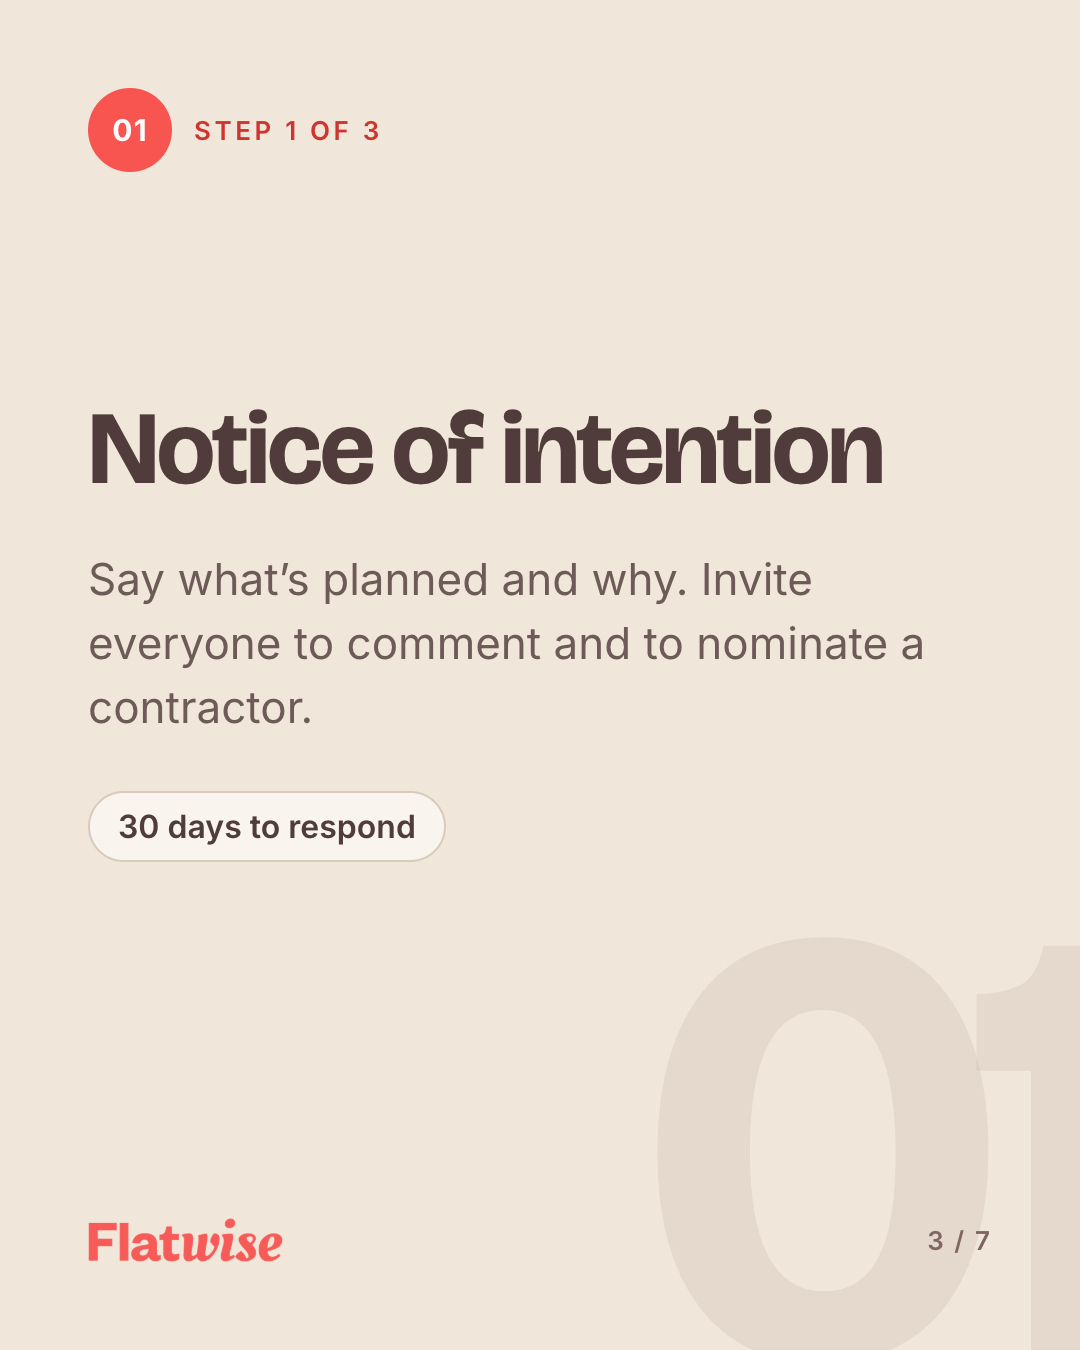 01 STEP 1 OF 3
Notice of intention
Say what’s planned and why. Invite
everyone to comment and to nominate a
contractor.
30 days to respond
01
Flatwise
3 / 7